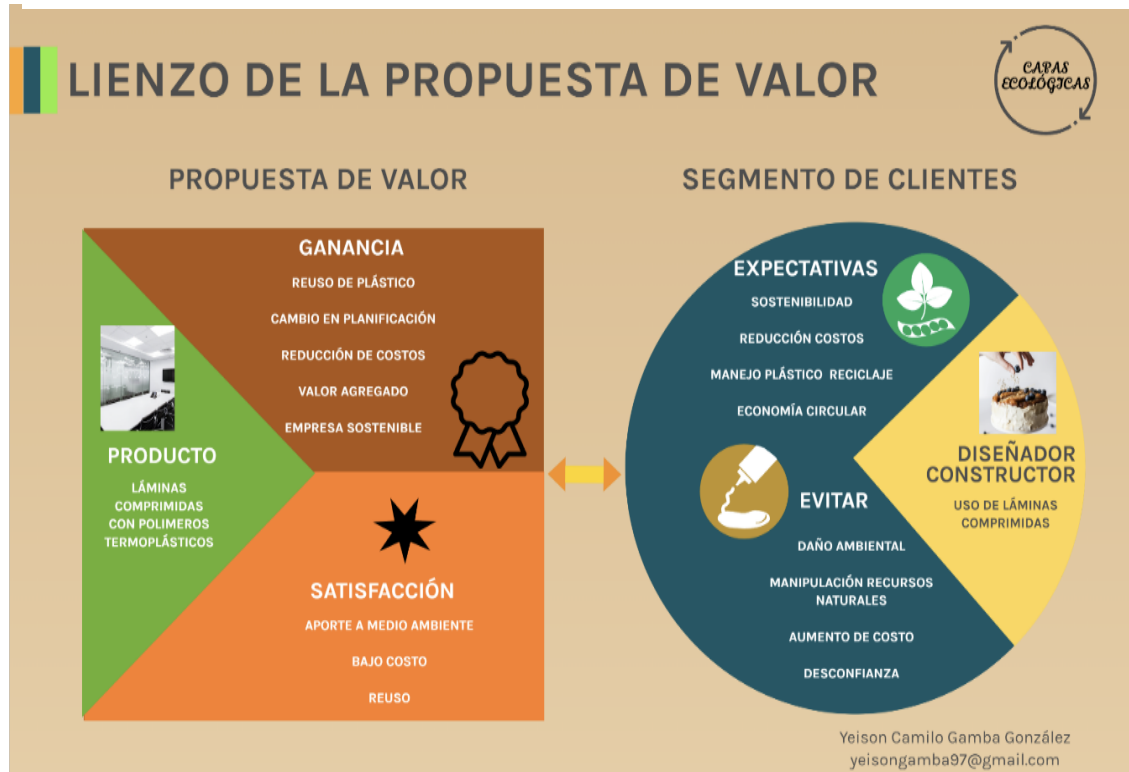 LIENZO DE LA PROPUESTA DE VALOR
CAPAS
ECOLÓGICAS
PROPUESTA DE VALOR
GANANCIA
REUSO DE PLÁSTICO
CAMBIO EN PLANIFICACIÓN
REDUCCIÓN DE COSTOS
VALOR AGREGADO
EMPRESA SOSTENIBLE
PRODUCTO
LÁMINAS
COMPRIMIDAS
CON POLIMEROS
TERMOPLÁSTICOS
SATISFACCIÓN
APORTE A MEDIO AMBIENTE
BAJO COSTO
REUSO
SEGMENTO DE CLIENTES
EXPECTATIVAS
SOSTENIBILIDAD
REDUCCIÓN COSTOS
MANEJO PLÁSTICO RECICLAJE
ECONOMÍA CIRCULAR
EVITAR
DAÑO AMBIENTAL
MANIPULACIÓN RECURSOS
NATURALES
AUMENTO DE COSTO
DESCONFIANZA
DISEÑADOR
CONSTRUCTOR
USO DE LÁMINAS
COMPRIMIDAS
Yeison Camilo Gamba González
yeisongamba97@gmail.com